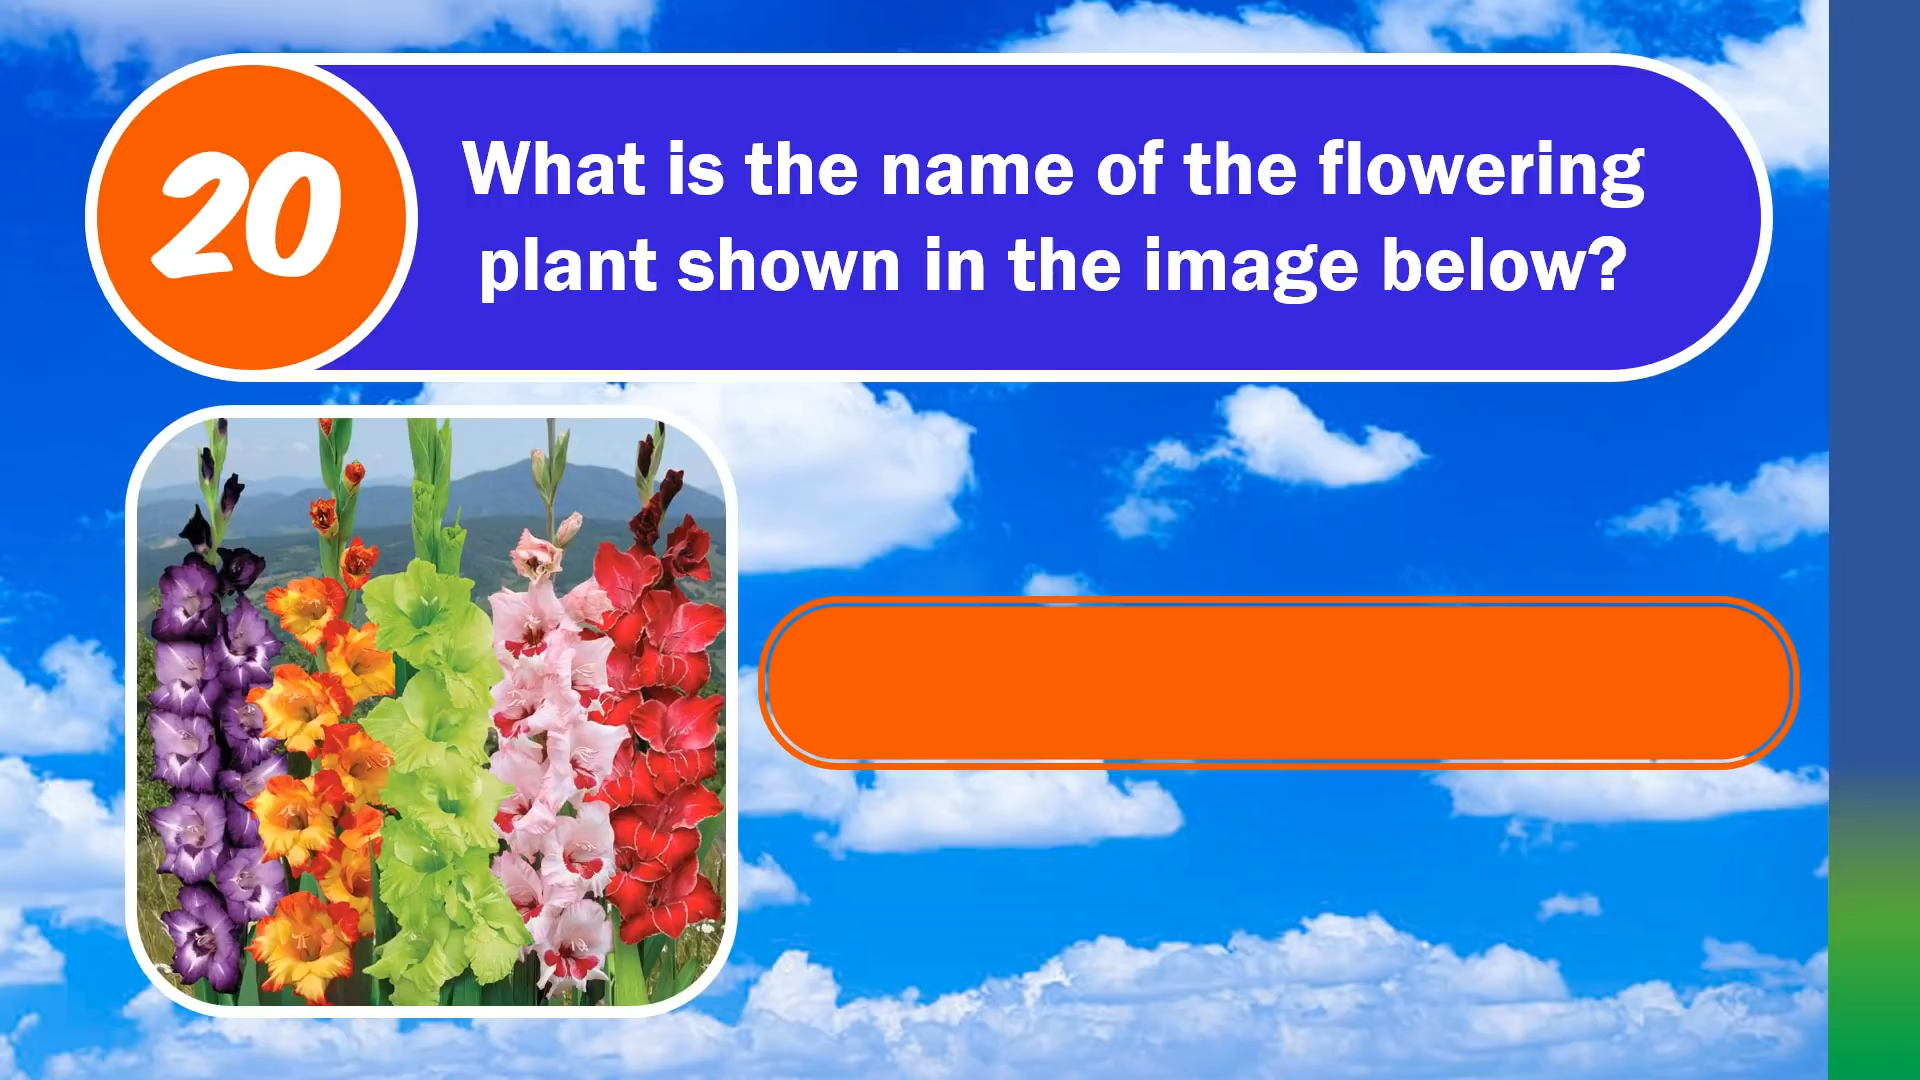 20
What is the name of the flowering
plant shown in the image below?